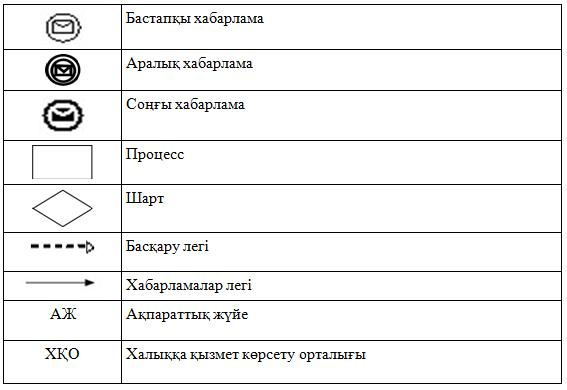 Бастапқы хабарлама
Аралық хабарлама
Соңғы хабарлама
Процесс
Шарт
Басқару легі
Хабарламалар легі
АЖ Ақпараттық жүйе
ХҚО Халыққа қызмет көрсету орталығы